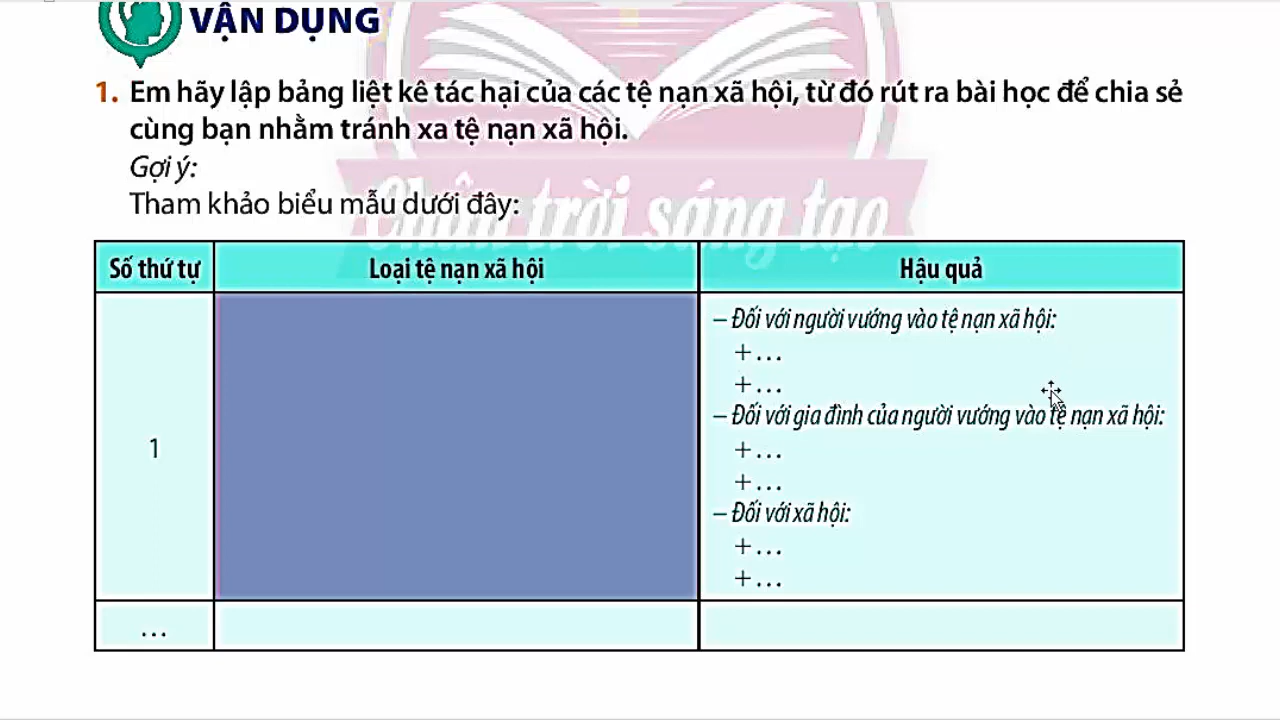 VẬN DỤNG
1. Em hãy lập bảng liệt kê tác hại của các tệ nạn xã hội, từ đó rút ra bài học để chia sẻ
cùng bạn nhằm tránh xa tệ nạn xã hội.
Gợi ý:
Tham khảo biểu mẫu dưới đây:
Chân trời sáng tạo
Số thứ tự Loại tệ nạn xã hội Hậu quả
1
– Đối với người vướng vào tệ nạn xã hội:
+ …
+ …
– Đối với gia đình của người vướng vào tệ nạn xã hội:
+ …
+ …
– Đối với xã hội:
+ …
+ …
…